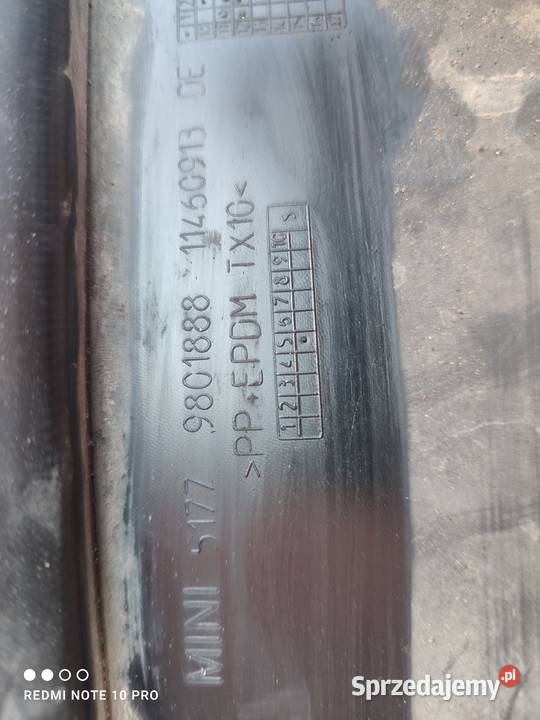 MINI 5177 9801888 11460913 DE
>PP+EPDM TX10<
1 2 3 4 5 6 7 8 9 10 S
REDMI NOTE 10 PRO
Sprzedajemy.pl